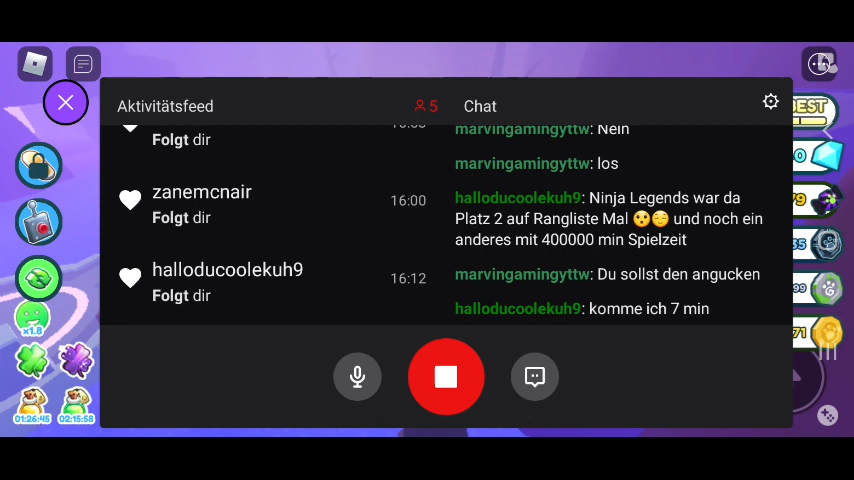 Aktivitätsfeed
5
Chat
Folgt dir
zanemcnair
16:00
Folgt dir
halloducoolekuh9
16:12
Folgt dir
marvingamingyttw: Nein
marvingamingyttw: los
halloducoolekuh9: Ninja Legends war da
Platz 2 auf Rangliste Mal 😲😌 und noch ein
anderes mit 400000 min Spielzeit
marvingamingyttw: Du sollst den angucken
halloducoolekuh9: komme ich 7 min
x1.8
01:26:45
02:15:58